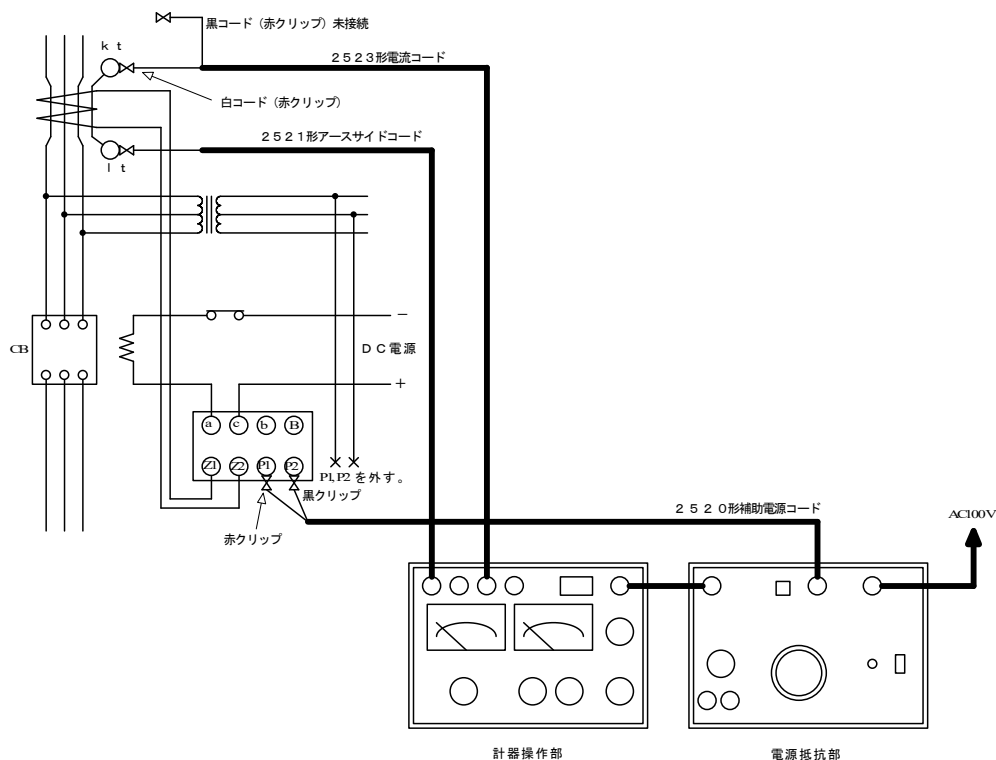 黒コード（赤クリップ）未接続
ｋ ｔ
２５２３形電流コード
白コード（赤クリップ）
２５２１形アースサイドコード
ｌ ｔ
−
CB
ＤＣ電源
+
a c b B
Z1 Z2 P1 P2
P1,P2 を外す。
黒クリップ
赤クリップ
２５２０形補助電源コード
AC100V
計器操作部
電源抵抗部